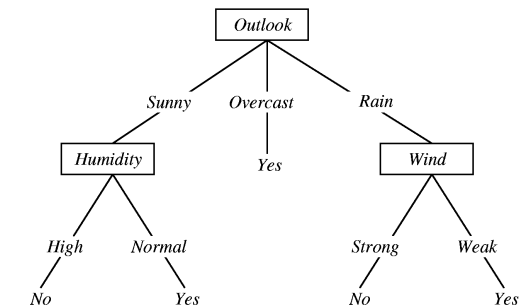 Outlook
Sunny Overcast Rain
Humidity Yes Wind
High Normal Strong Weak
No Yes No Yes